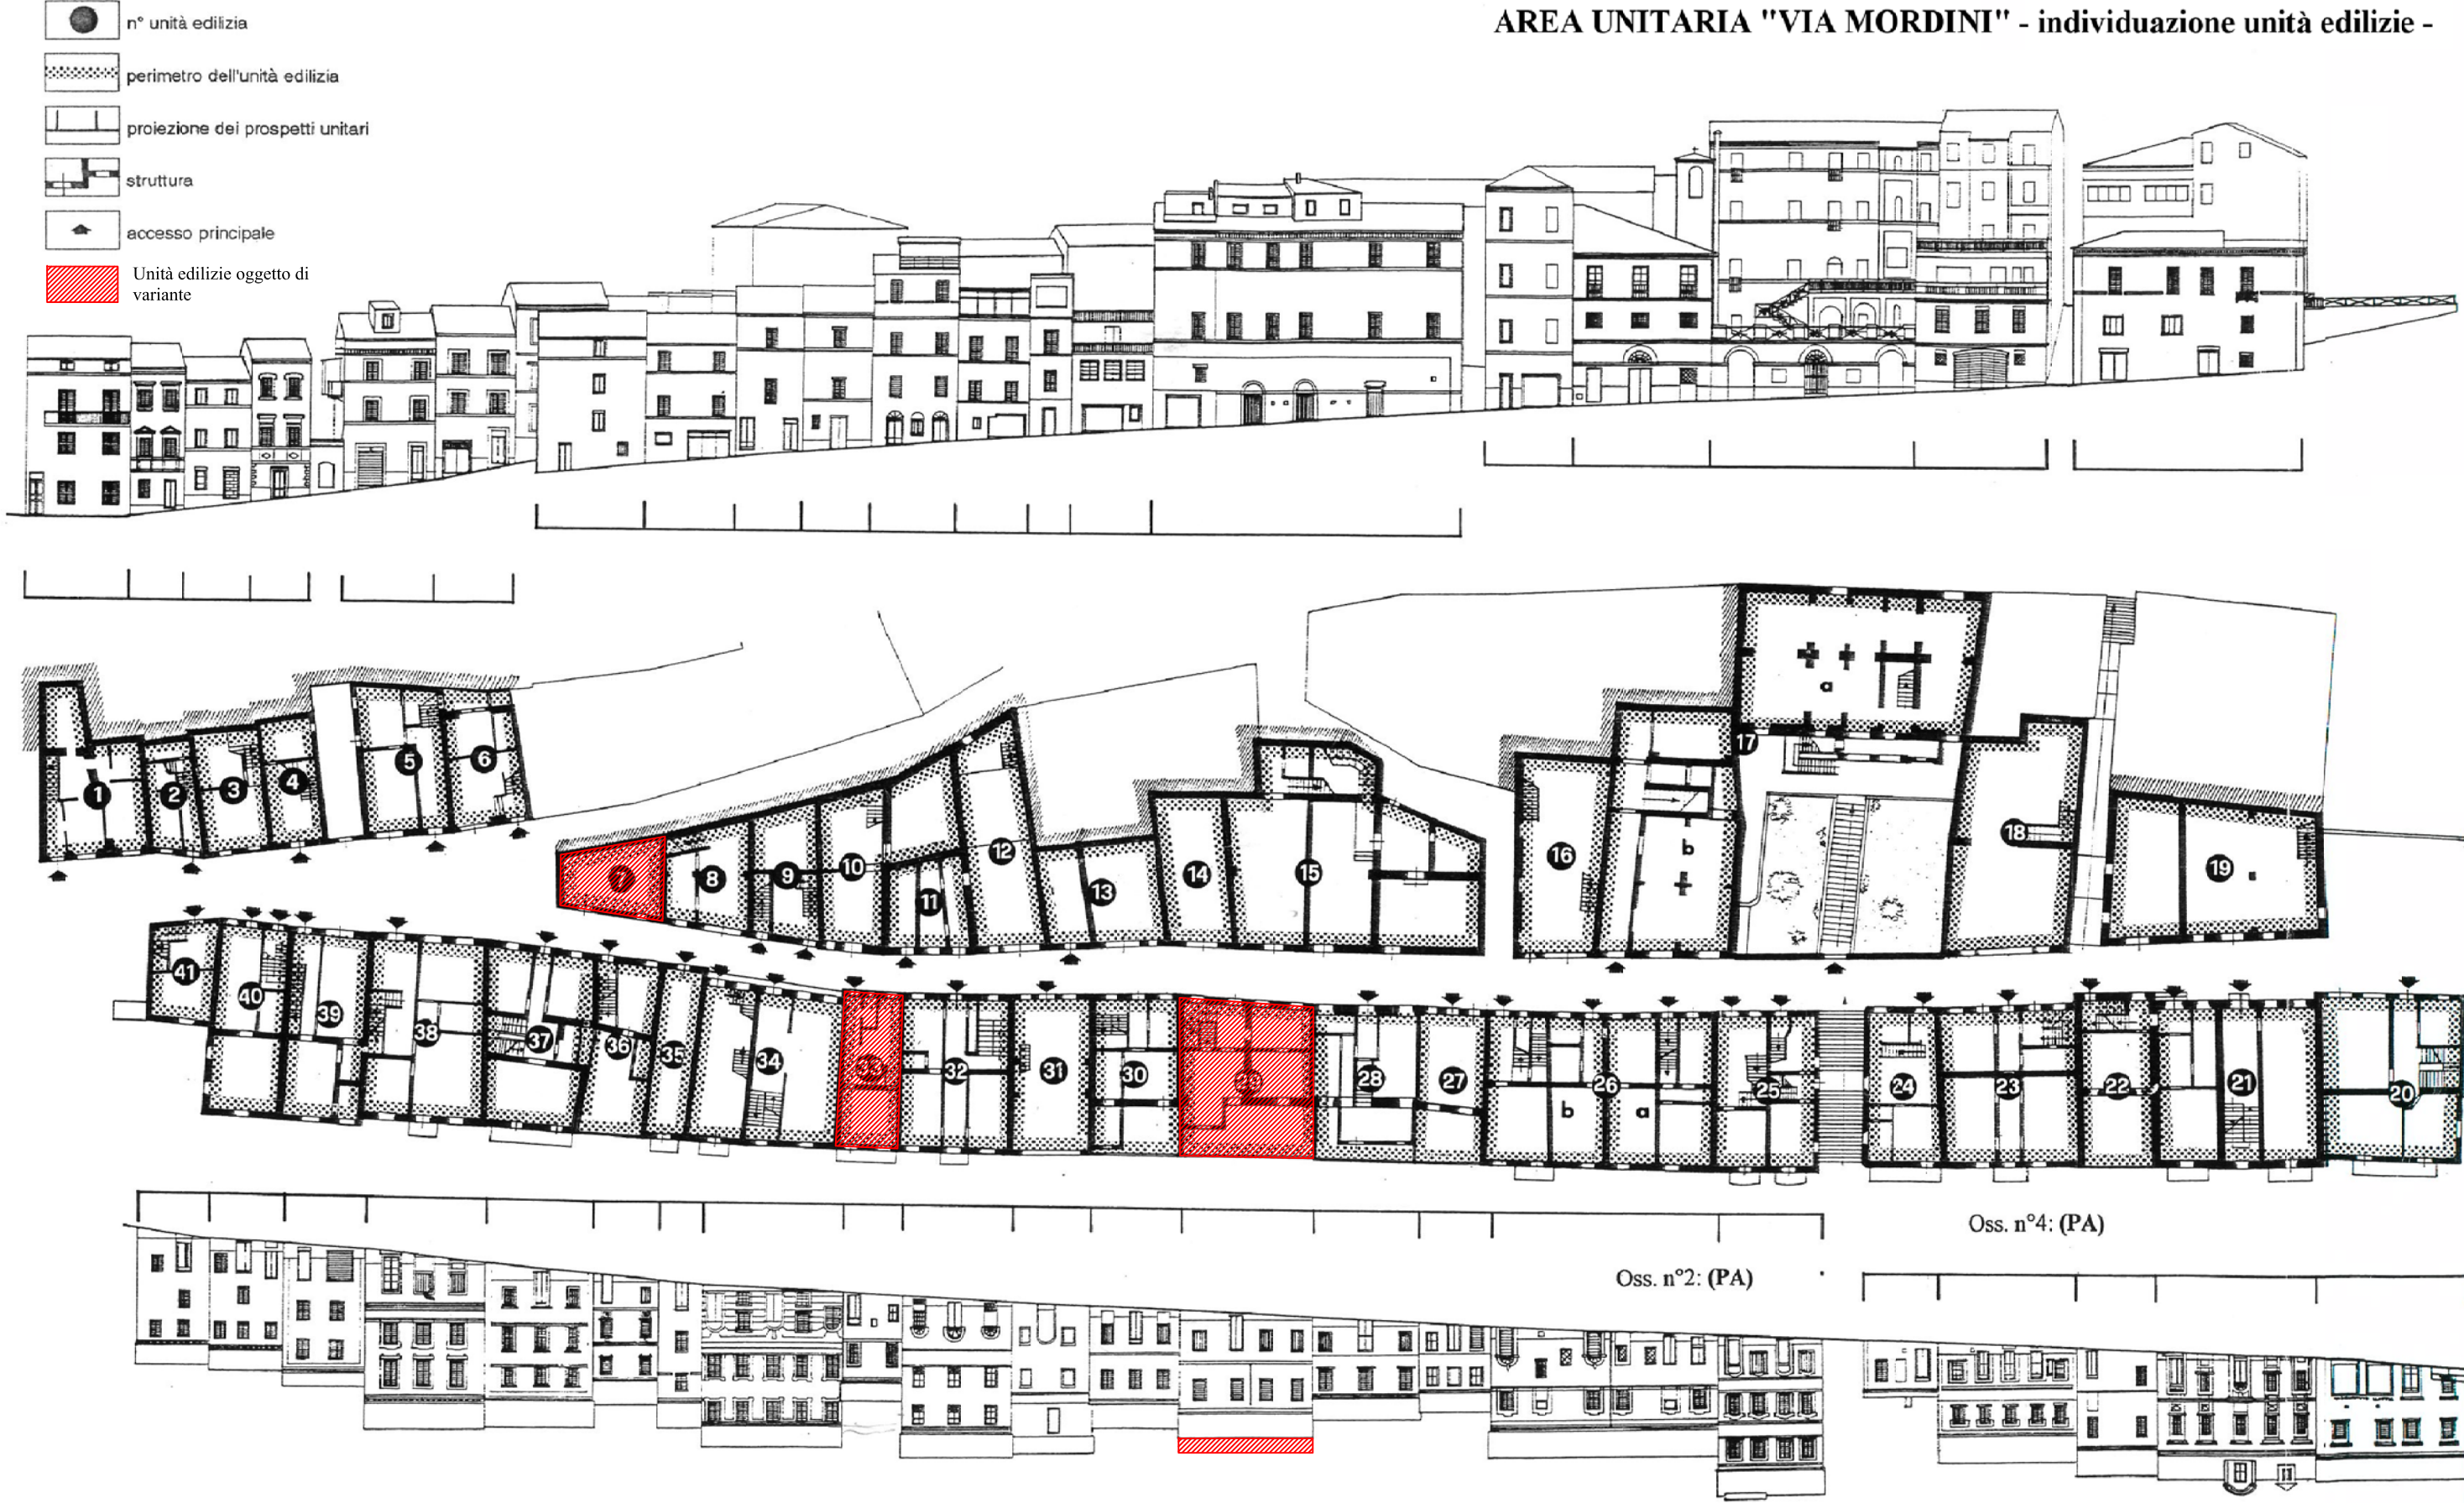 AREA UNITARIA "VIA MORDINI" - individuazione unità edilizie -
n° unità edilizia
perimetro dell'unità edilizia
proiezione dei prospetti unitari
struttura
accesso principale
Unità edilizie oggetto di
variante
1
2
3
4
5
6
7
8
9
10
11
12
13
14
15
16
17
a
b
18
19
41
40
39
38
37
36
35
34
33
32
31
30
29
28
27
26
b
a
25
24
23
22
21
20
Oss. n°4: (PA)
Oss. n°2: (PA)